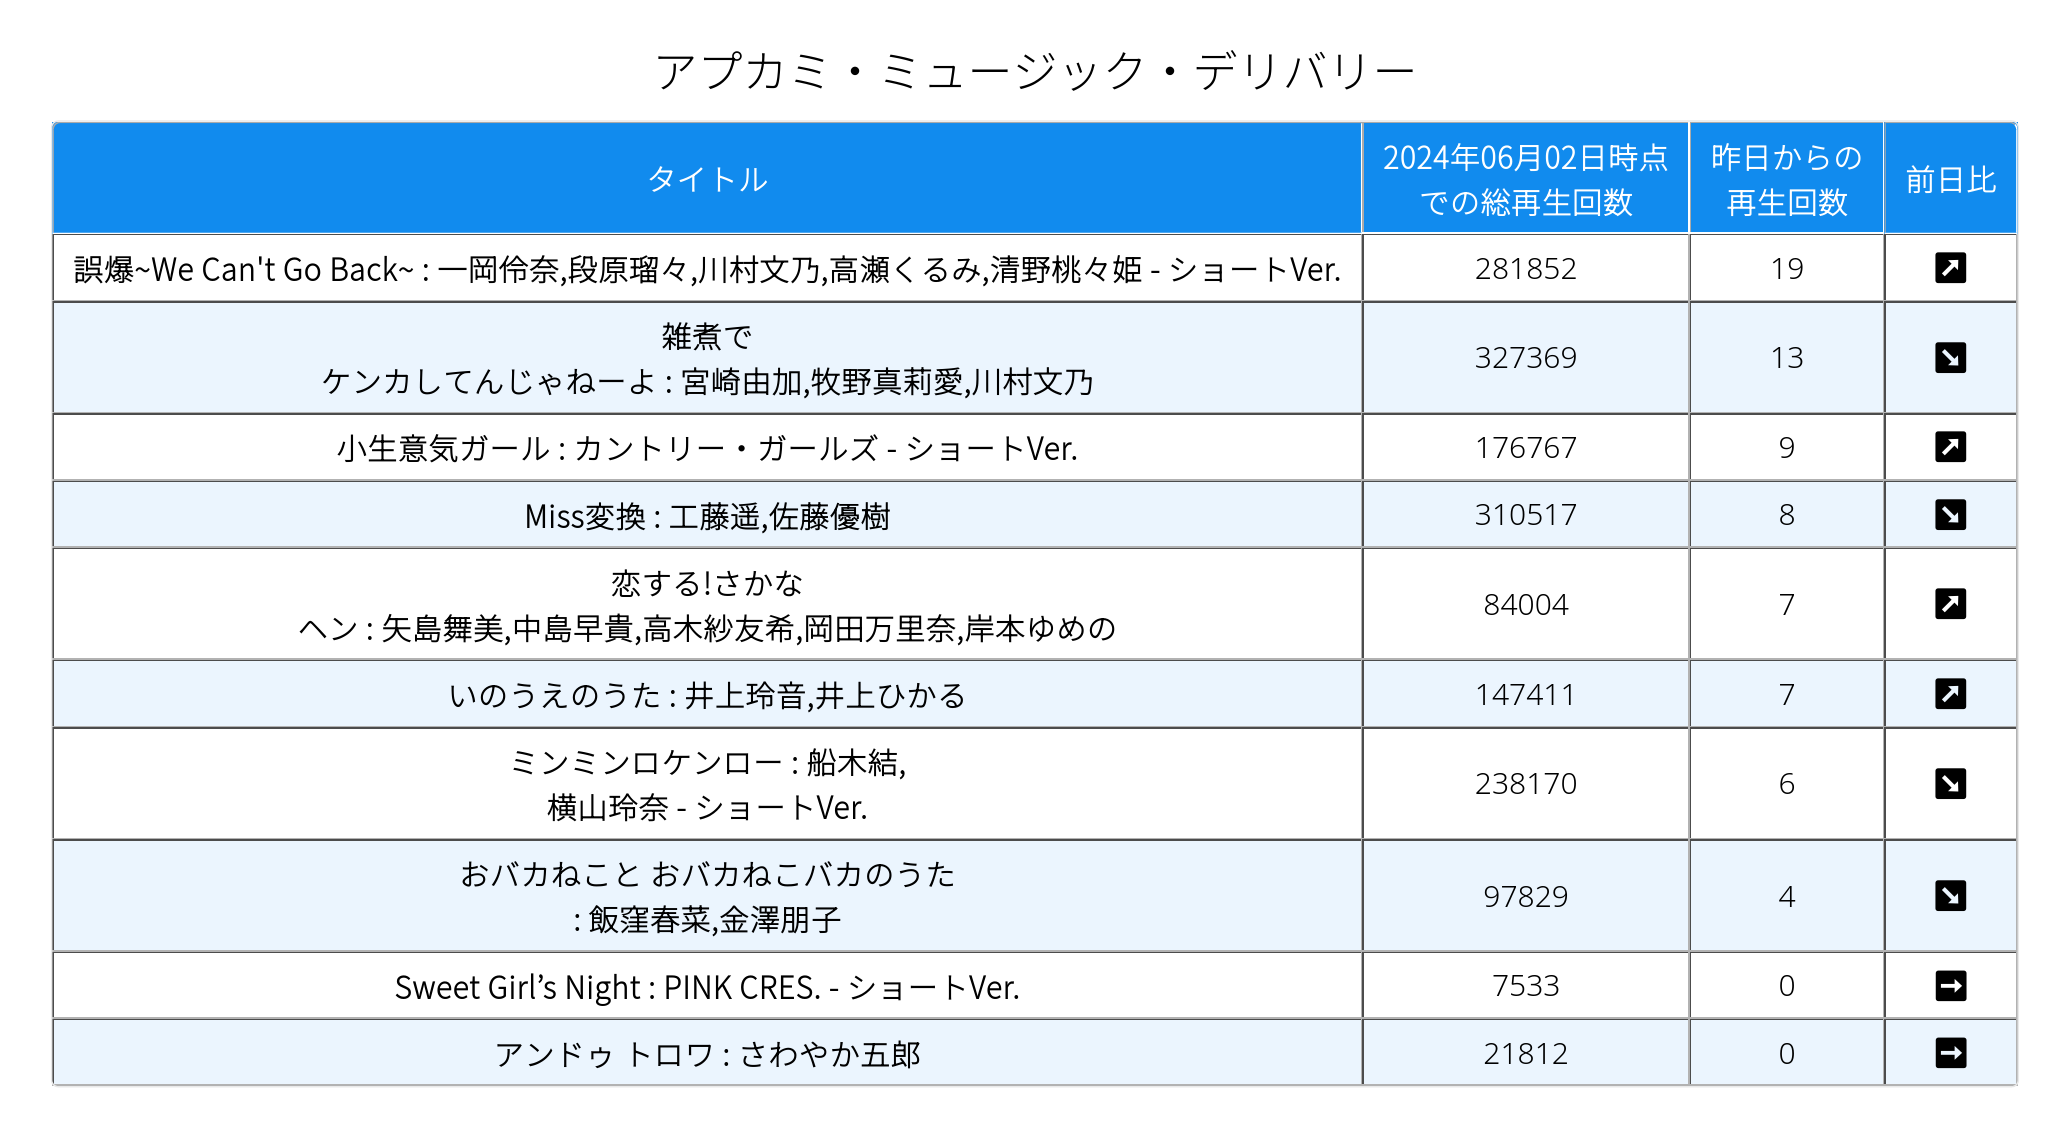 アプカミ・ミュージック・デリバリー
タイトル
2024年06月02日時点
での総再生回数
昨日からの
再生回数
前日比
誤爆~We Can't Go Back~ : 一岡伶奈,段原瑠々,川村文乃,高瀬くるみ,清野桃々姫 - ショートVer.
281852
19
雑煮で
ケンカしてんじゃねーよ : 宮崎由加,牧野真莉愛,川村文乃
327369
13
小生意気ガール : カントリー・ガールズ - ショートVer.
176767
9
Miss変換 : 工藤遥,佐藤優樹
310517
8
恋する!さかな
ヘン : 矢島舞美,中島早貴,高木紗友希,岡田万里奈,岸本ゆめの
84004
7
いのうえのうた : 井上玲音,井上ひかる
147411
7
ミンミンロケンロー : 船木結,
横山玲奈 - ショートVer.
238170
6
おバカねこと おバカねこバカのうた
: 飯窪春菜,金澤朋子
97829
4
Sweet Girl’s Night : PINK CRES. - ショートVer.
7533
0
アンドゥ トロワ : さわやか五郎
21812
0